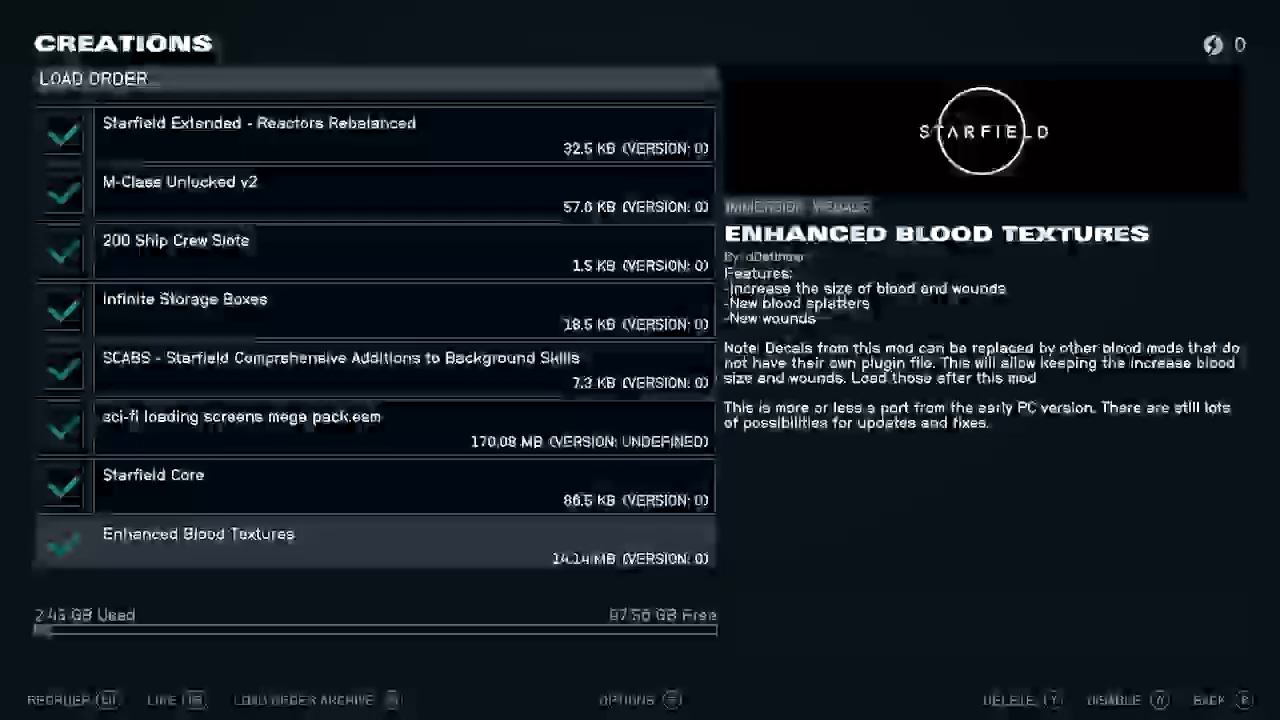 CREATIONS
0
LOAD ORDER
Starfield Extended - Reactors Rebalanced
32.5 KB (VERSION: 0)
M-Class Unlocked v2
57.6 KB (VERSION: 0)
200 Ship Crew Slots
1.5 KB (VERSION: 0)
Infinite Storage Boxes
18.5 KB (VERSION: 0)
SCABS - Starfield Comprehensive Additions to Background Skills
7.3 KB (VERSION: 0)
sci-fi loading screens mega pack.esm
170.08 MB (VERSION: UNDEFINED)
Starfield Core
86.5 KB (VERSION: 0)
Enhanced Blood Textures
14.14 MB (VERSION: 0)
GB Used
GB Free
STARFIELD
IMMERSION, VISUALS
ENHANCED BLOOD TEXTURES
By:
Features:
-Increase the size of blood and wounds
-New blood splatters
-New wounds
Note: Decals from this mod can be replaced by other blood mods that do
not have their own plugin file. This will allow keeping the increase blood
size and wounds. Load those after this mod
This is more or less a port from the early PC version. There are still lots
of possibilities for updates and fixes.
REORDER
LOAD ORDER ARCHIVE
OPTIONS
DELETE Y
DISABLE A
BACK B